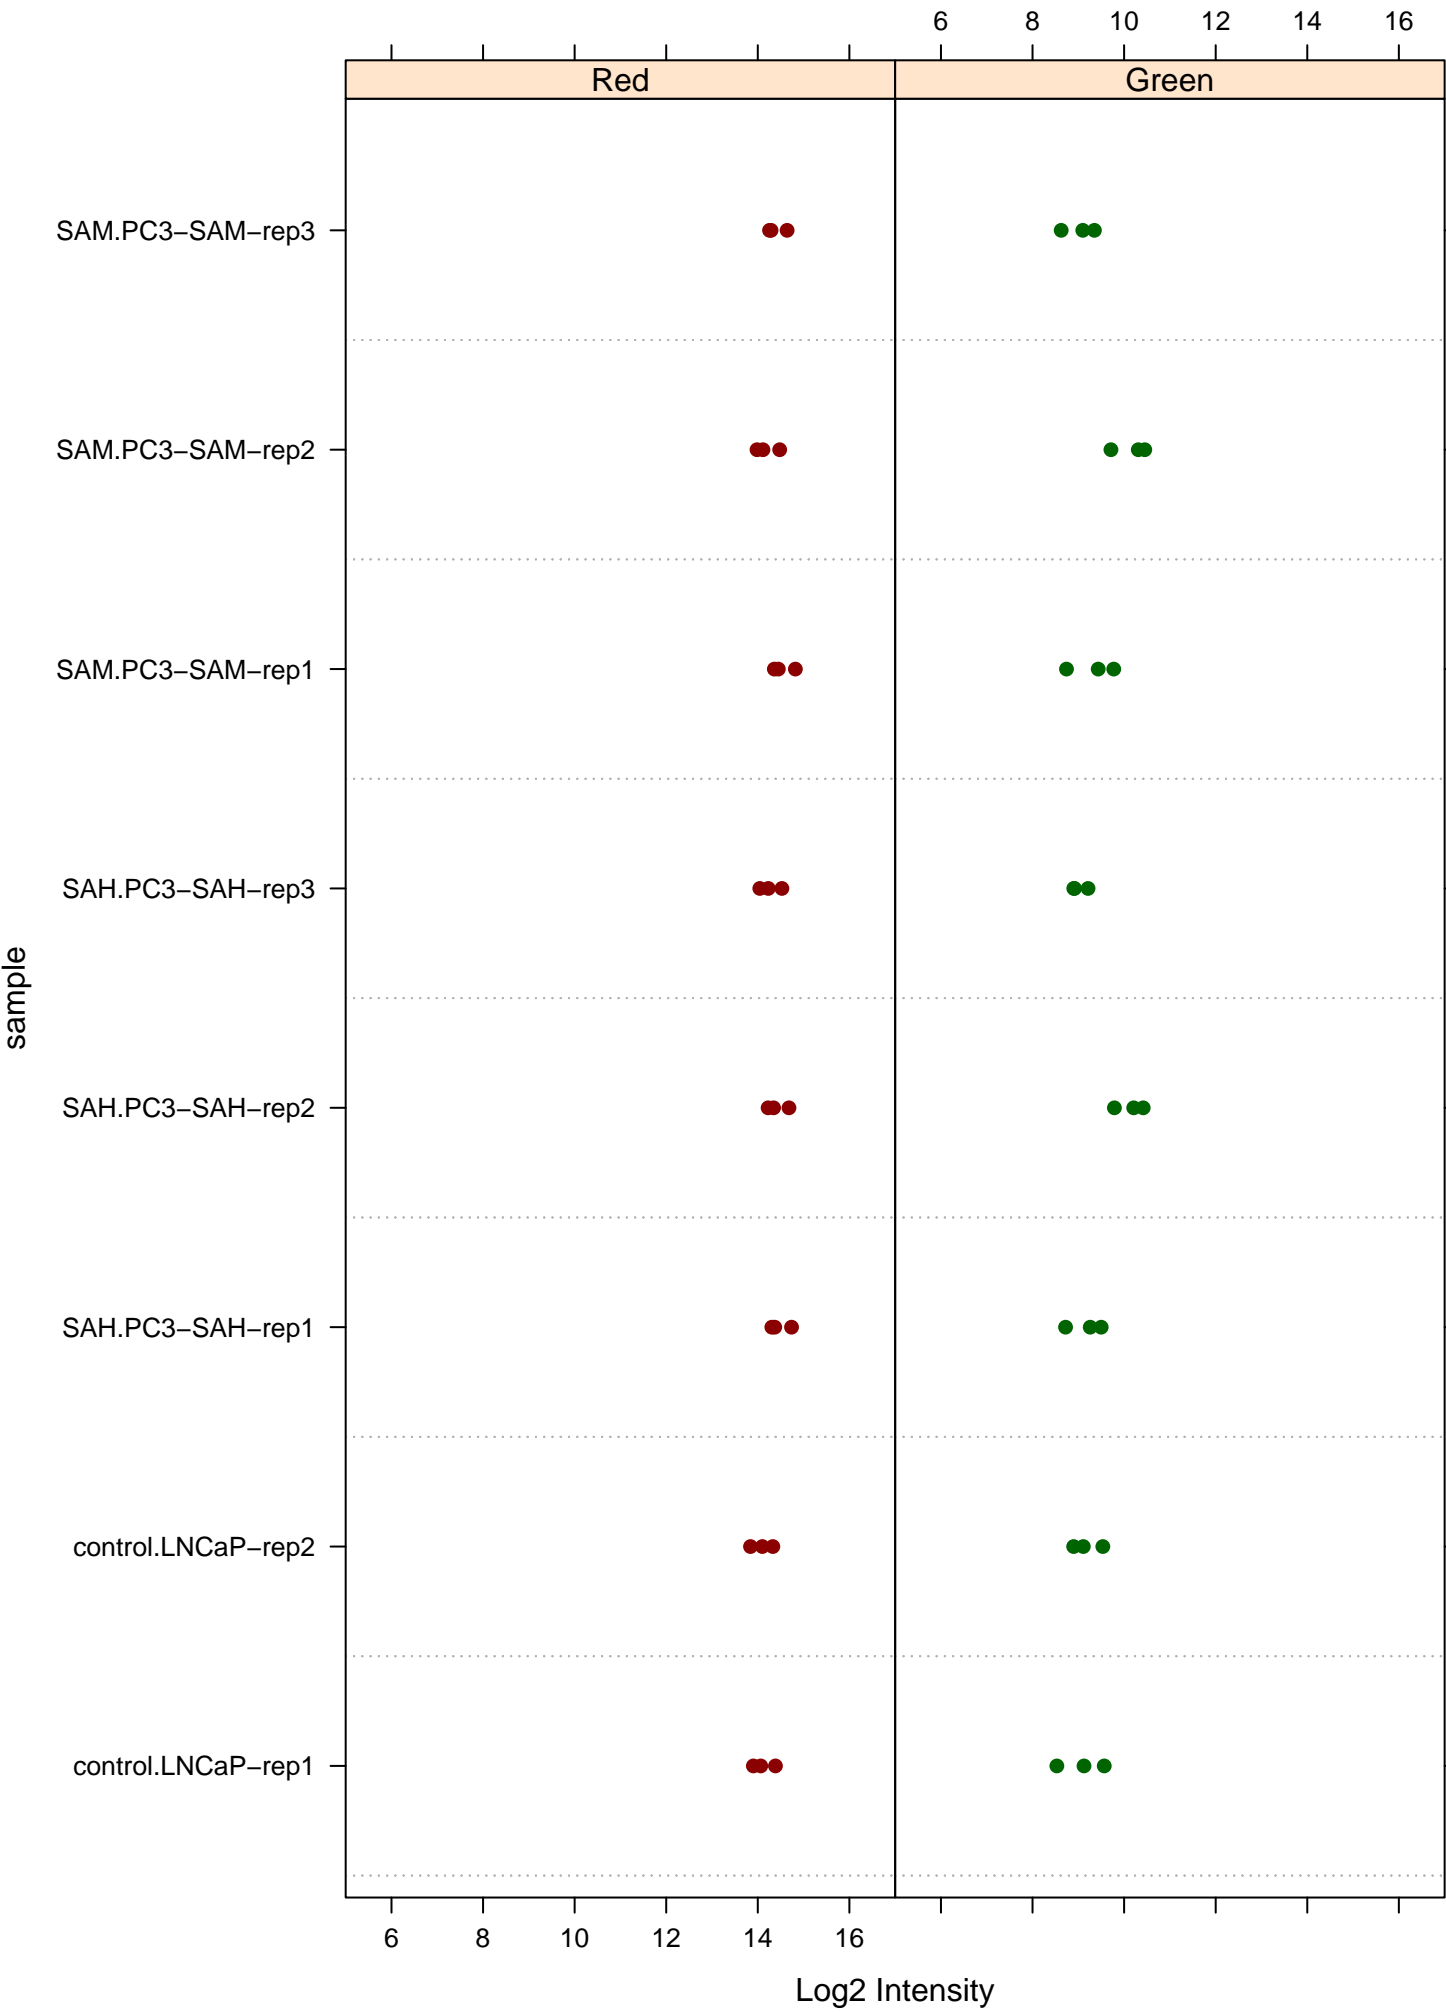 6 8 10 12 14 16
Red Green
SAM.PC3−SAM−rep3
SAM.PC3−SAM−rep2
SAM.PC3−SAM−rep1
SAH.PC3−SAH−rep3
sample
SAH.PC3−SAH−rep2
SAH.PC3−SAH−rep1
control.LNCaP−rep2
control.LNCaP−rep1
6 8 10 12 14 16
Log2 Intensity